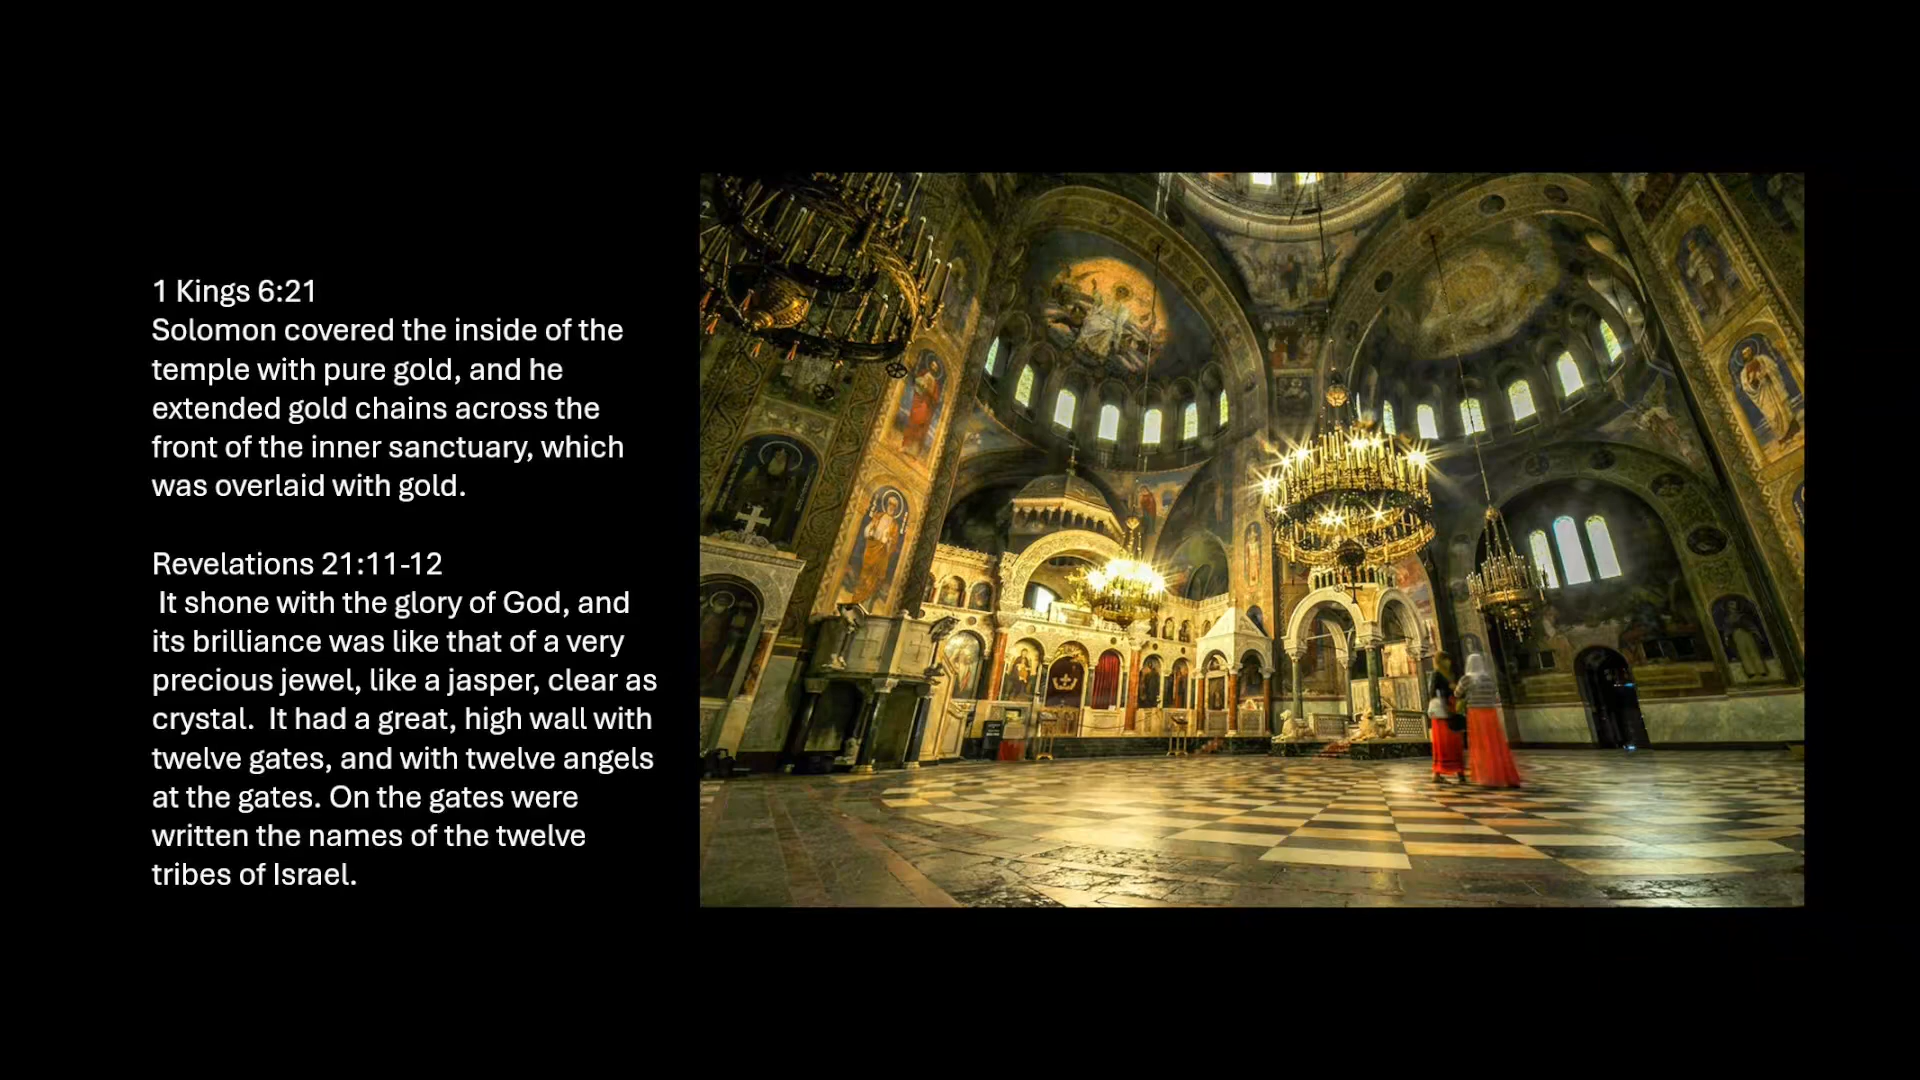 1 Kings 6:21
Solomon covered the inside of the
temple with pure gold, and he
extended gold chains across the
front of the inner sanctuary, which
was overlaid with gold.
Revelations 21:11-12
It shone with the glory of God, and
its brilliance was like that of a very
precious jewel, like a jasper, clear as
crystal.  It had a great, high wall with
twelve gates, and with twelve angels
at the gates. On the gates were
written the names of the twelve
tribes of Israel.